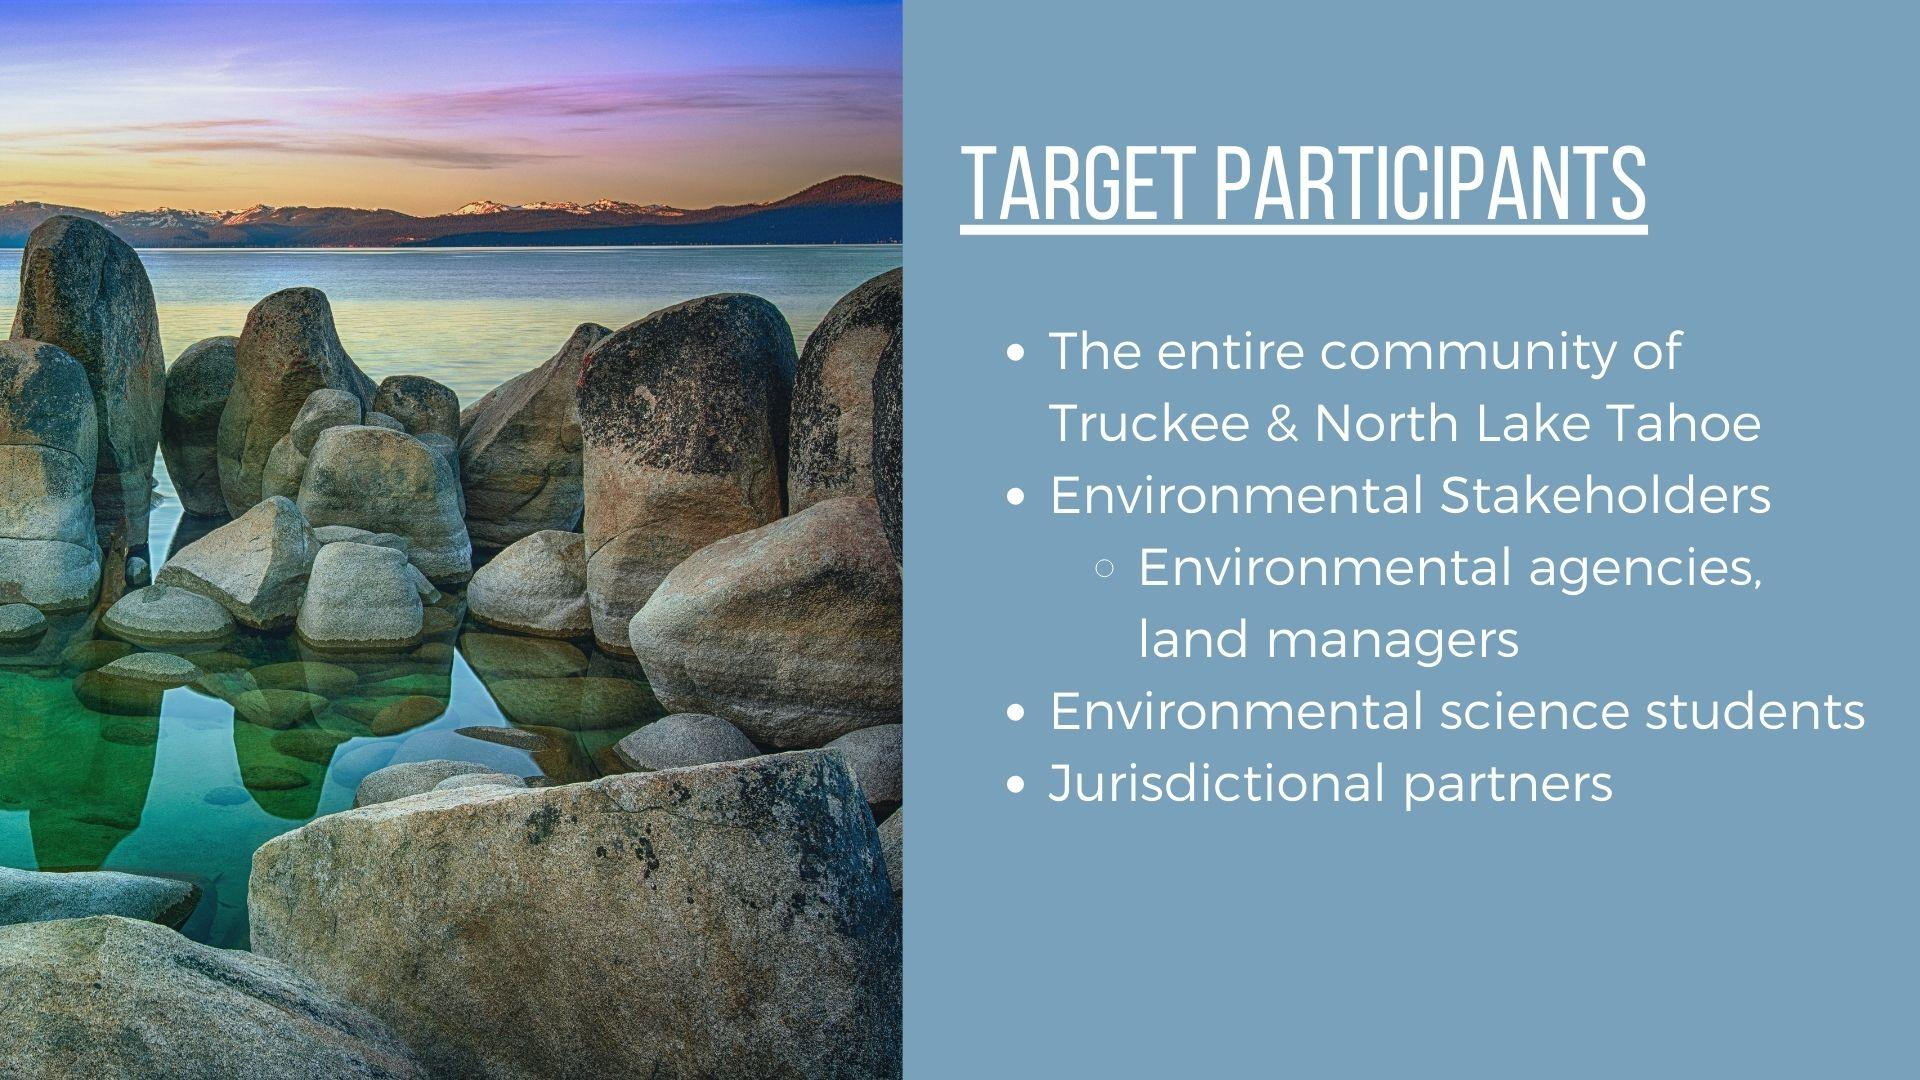 TARGET PARTICIPANTS
The entire community of
Truckee & North Lake Tahoe
Environmental Stakeholders
Environmental agencies,
land managers
Environmental science students
Jurisdictional partners